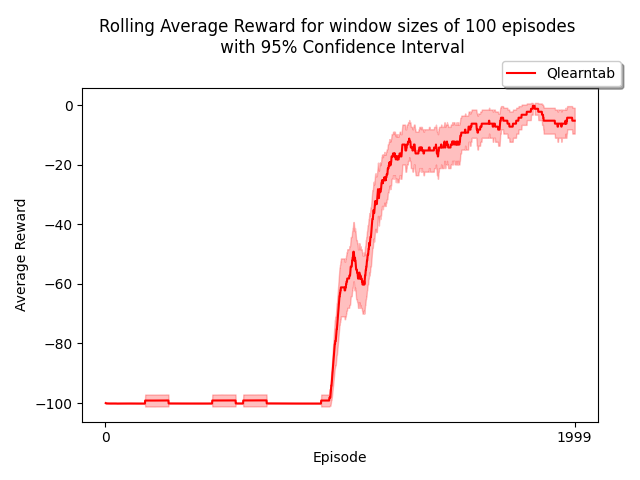 Rolling Average Reward for window sizes of 100 episodes
with 95% Confidence Interval
Qlearntab
Average Reward
0
−20
−40
−60
−80
−100
0
1999
Episode